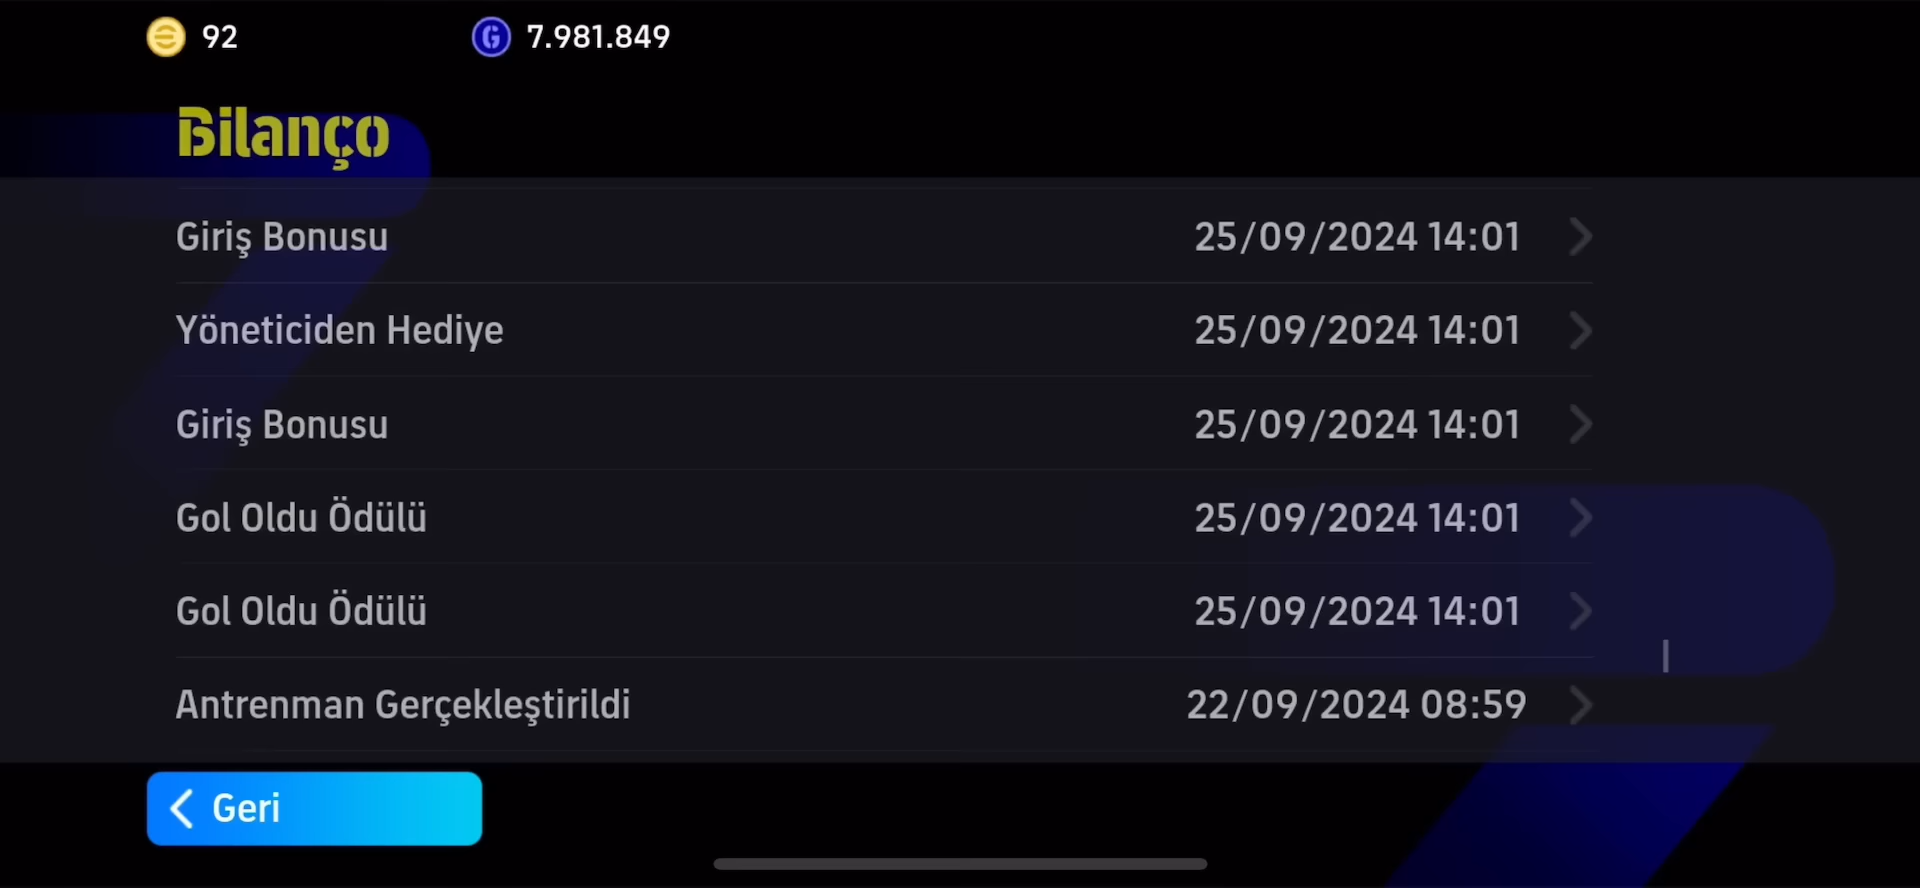 92
7.981.849
Bilanço
Giriş Bonusu 25/09/2024 14:01
Yöneticiden Hediye 25/09/2024 14:01
Giriş Bonusu 25/09/2024 14:01
Gol Oldu Ödülü 25/09/2024 14:01
Gol Oldu Ödülü 25/09/2024 14:01
Antrenman Gerçekleştirildi 22/09/2024 08:59
Geri